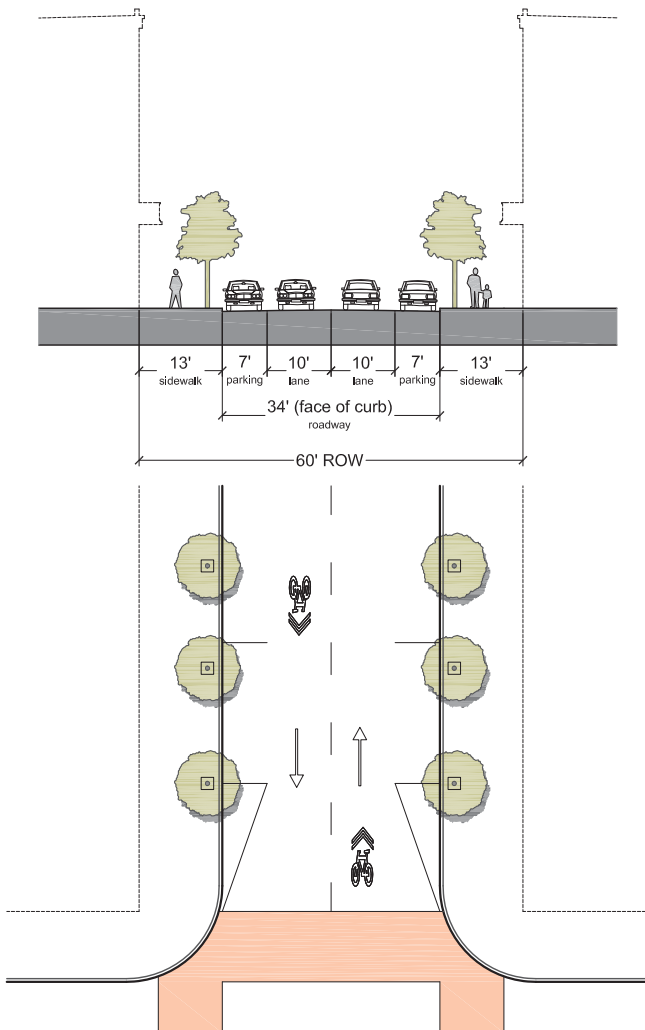 13' 7' 10' 10' 7' 13'
sidewalk parking lane lane parking sidewalk
34' (face of curb)
roadway
60' ROW